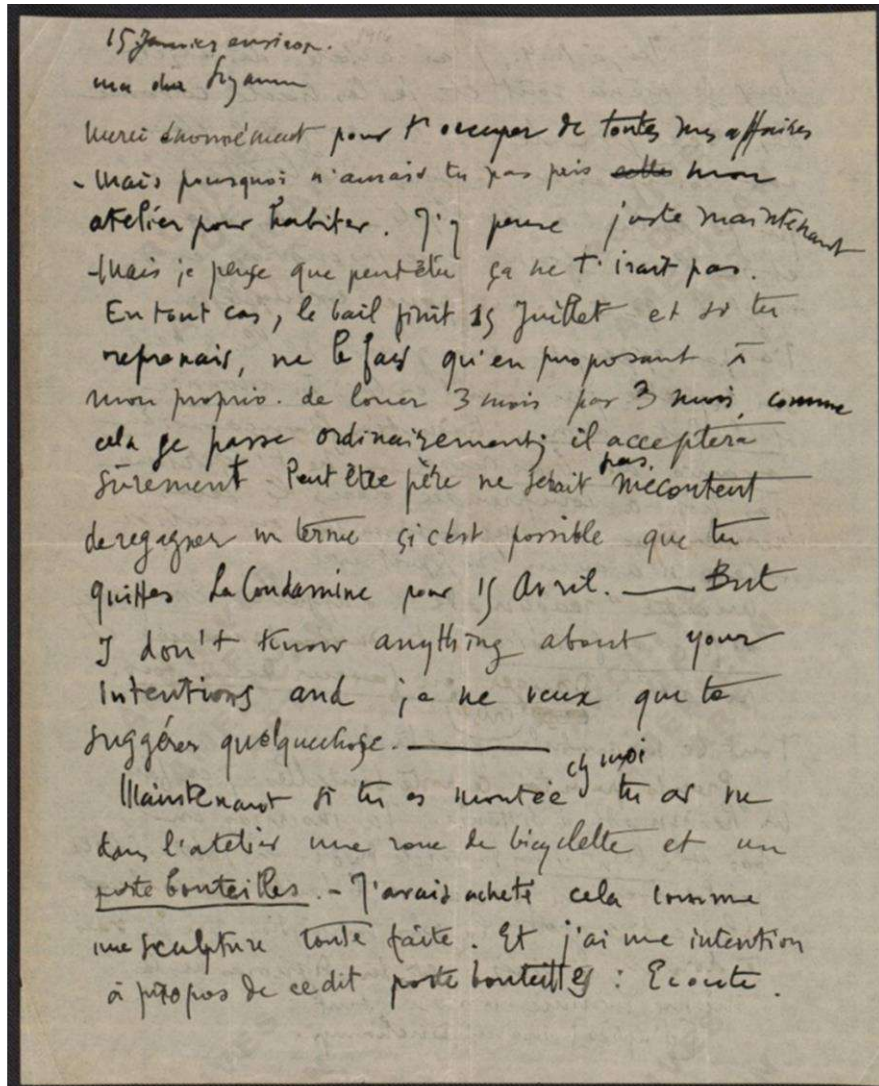 15 Janvier environ.
ma chère Suzanne
Merci énormément pour t'occuper de toutes mes affaires
- Mais pourquoi n'aurais tu pas pris mon
atelier pour habiter. J'y pense juste maintenant
- Mais je pense que peutêtre ça ne t'irait pas.
En tout cas, le bail finit 15 Juillet et si tu
reprenais, ne le fais qu'en proposant à
mon proprio. de louer 3 mois par 3 mois, comme
cela se passe ordinairement; il acceptera
sûrement. Peut être père ne serait pas mécontent
de regagner un terme si c'est possible que tu
quittes La Condamine pour 15 Avril. — But
I don't know anything about your
intentions and je ne veux que te
suggérer quelquechose. —
Maintenant si tu es montée chez moi tu as vu
dans l'atelier une roue de bicyclette et un
porte bouteilles. - J'avais acheté cela comme
une sculpture toute faite. Et j'ai une intention
à propos de ce dit porte bouteilles : Ecoute.